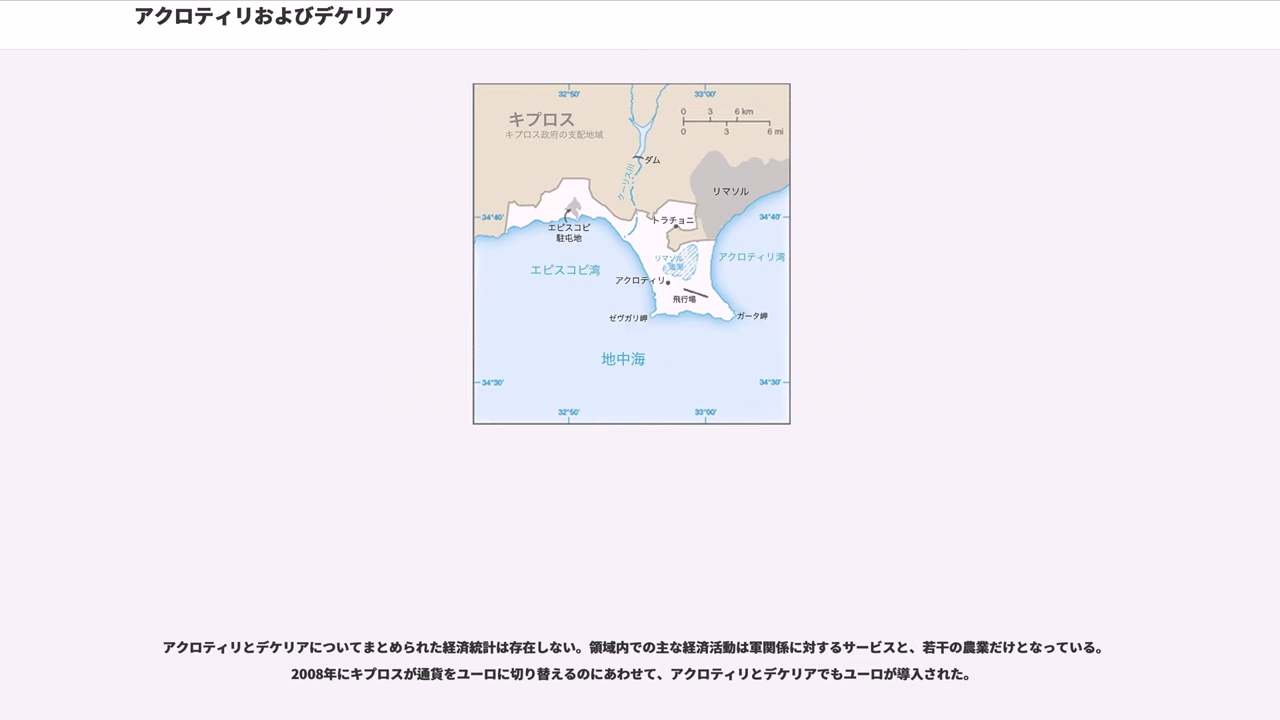 アクロティリおよびデケリア
32°50'
33°00'
キプロス
キプロス政府の支配地域
0 3 6 km
0 3 6 mi
ダム
クーリス川
リマソル
34°40'
34°40'
トラチョニ
エピスコピ
駐屯地
アクロティリ湾
リマソル
塩湖
エピスコピ湾
アクロティリ
飛行場
ゼヴガリ岬
ガータ岬
地中海
34°30'
34°30'
32°50'
33°00'
アクロティリとデケリアについてまとめられた経済統計は存在しない。領域内での主な経済活動は軍関係に対するサービスと、若干の農業だけとなっている。
2008年にキプロスが通貨をユーロに切り替えるのにあわせて、アクロティリとデケリアでもユーロが導入された。